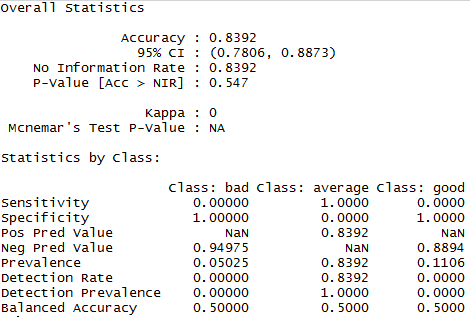 Overall Statistics
Accuracy : 0.8392
95% CI : (0.7806, 0.8873)
No Information Rate : 0.8392
P-Value [Acc > NIR] : 0.547
Kappa : 0
Mcnemar's Test P-Value : NA
Statistics by Class:
Class: bad Class: average Class: good
Sensitivity 0.00000 1.0000 0.0000
Specificity 1.00000 0.0000 1.0000
Pos Pred Value NaN 0.8392 NaN
Neg Pred Value 0.94975 NaN 0.8894
Prevalence 0.05025 0.8392 0.1106
Detection Rate 0.00000 0.8392 0.0000
Detection Prevalence 0.00000 1.0000 0.0000
Balanced Accuracy 0.50000 0.5000 0.5000